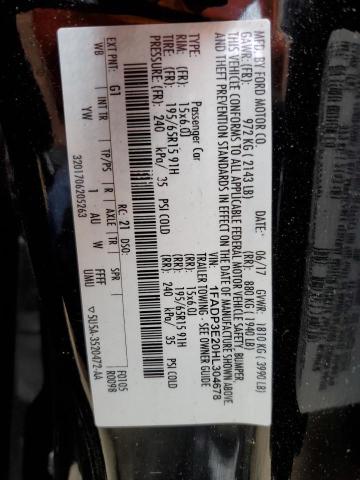 MFD. BY FORD MOTOR CO.
DATE: 06/17 GVWR: 1810 KG ( 3990 LB)
GAWR: (FR): 972 KG ( 2143 LB) (RR): 880 KG ( 1940 LB)
THIS VEHICLE CONFORMS TO ALL APPLICABLE FEDERAL MOTOR VEHICLE SAFETY, BUMPER
AND THEFT PREVENTION STANDARDS IN EFFECT ON THE DATE OF MANUFACTURE SHOWN ABOVE.
VIN: 1FADP3E20HL304678
TYPE: Passenger Car TRAILER TOWING - SEE OWNER GUIDE
RIM: (FR): 15x6.0J (RR): 15x6.0J
TIRE: (FR): 195/65R15 91H (RR): 195/65R15 91H
PRESSURE: (FR): 240 kPa/ 35 PSI COLD (RR): 240 kPa/ 35 PSI COLD
EXT PNT: G1 RC: 21 DSO: F0105
WB INT TR TP/PS R AXLE TR SPR R0098
YW 1 AU W FFFF UMU
3201706205263 5U5A-3520472-AA